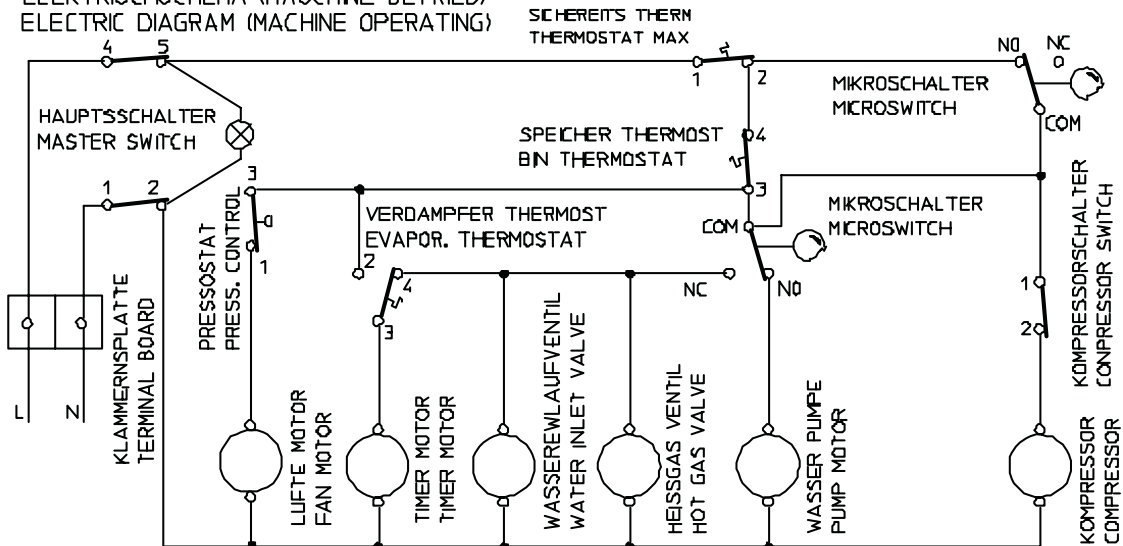 ELECTRIC DIAGRAM (MACHINE OPERATING)
SICHEREITS THERM
THERMOSTAT MAX
4
5
1
2
NO
NC
HAUPTSSCHALTER
MASTER SWITCH
MIKROSCHALTER
MICROSWITCH
COM
SPEICHER THERMOST
BIN THERMOSTAT
4
3
1
2
3
1
PRESSOSTAT
PRESS. CONTROL
VERDAMPFER THERMOST
EVAPOR. THERMOSTAT
2
4
3
COM
MIKROSCHALTER
MICROSWITCH
NC
NO
1
2
KOMPRESSORSCHALTER
CONPRESSOR SWITCH
L
N
KLAMMERNSPLATTE
TERMINAL BOARD
LUFTE MOTOR
FAN MOTOR
TIMER MOTOR
TIMER MOTOR
WASSEREWLAUFVENTIL
WATER INLET VALVE
HEISSGAS VENTIL
HOT GAS VALVE
WASSER PUMPE
PUMP MOTOR
KOMPRESSOR
COMPRESSOR